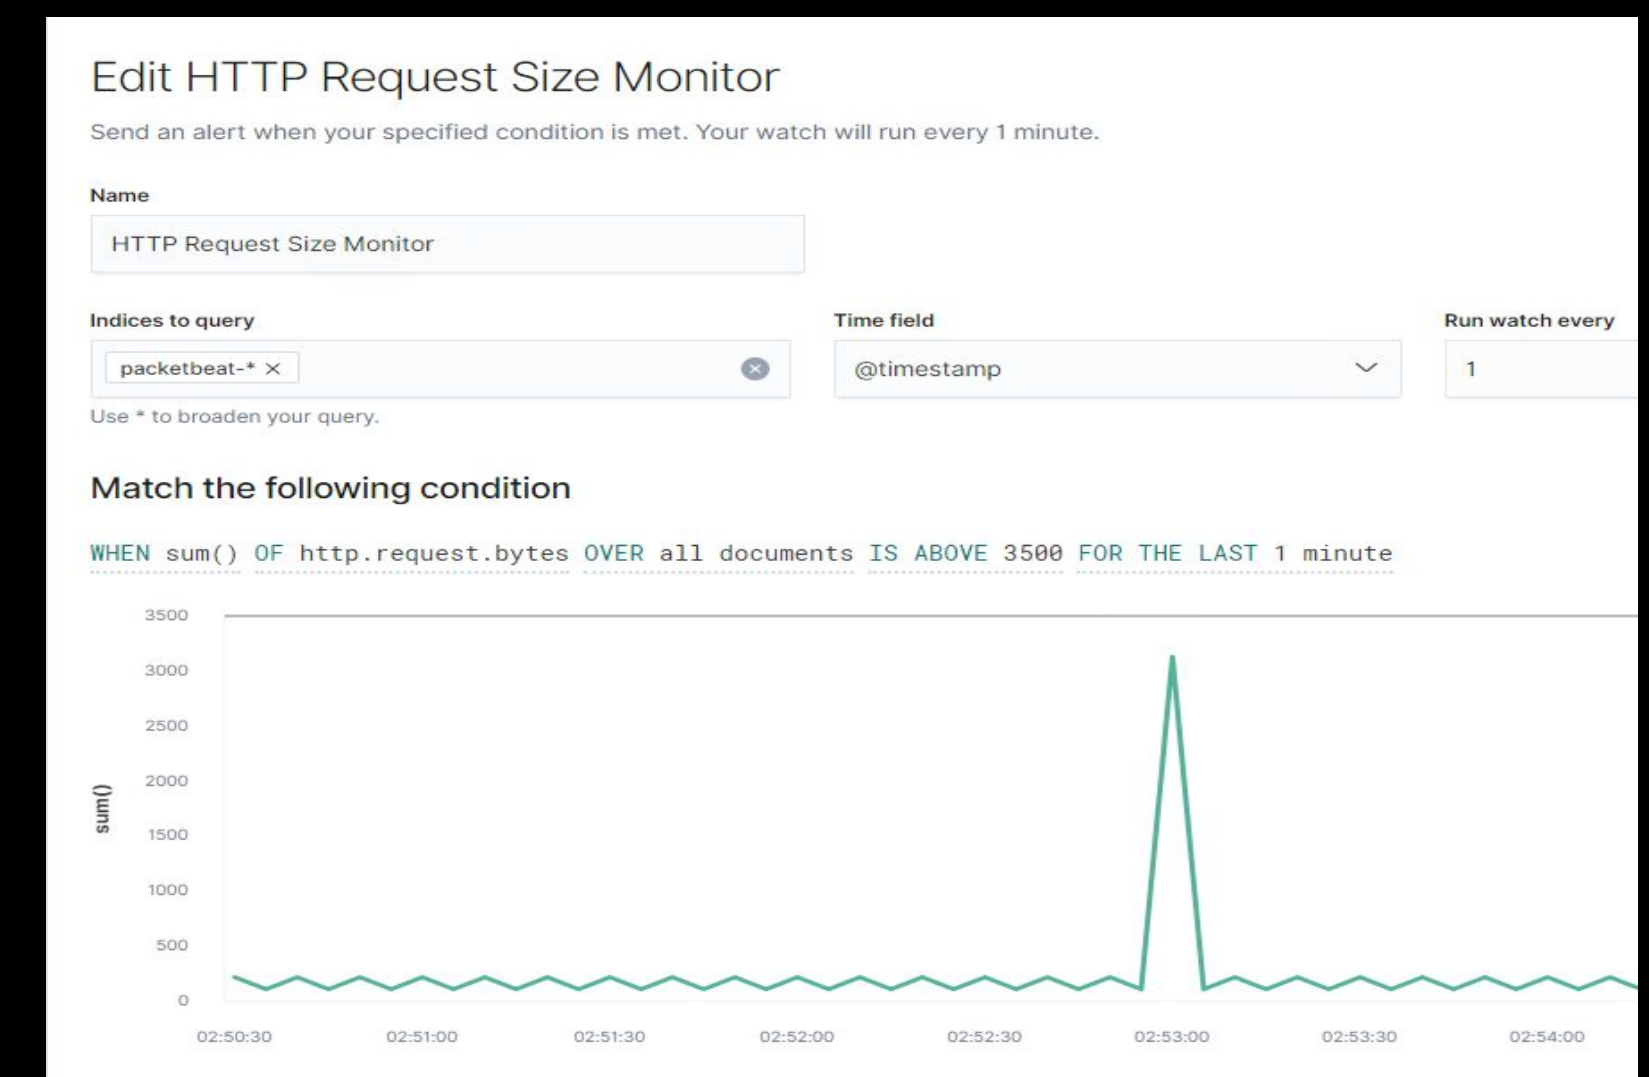 Edit HTTP Request Size Monitor
Send an alert when your specified condition is met. Your watch will run every 1 minute.
Name
HTTP Request Size Monitor
Indices to query
Time field
Run watch every
packetbeat-* ×
@timestamp
1
Use * to broaden your query.
Match the following condition
WHEN sum() OF http.request.bytes OVER all documents IS ABOVE 3500 FOR THE LAST 1 minute
3500
3000
2500
2000
1500
1000
500
0
sum()
02:50:30 02:51:00 02:51:30 02:52:00 02:52:30 02:53:00 02:53:30 02:54:00